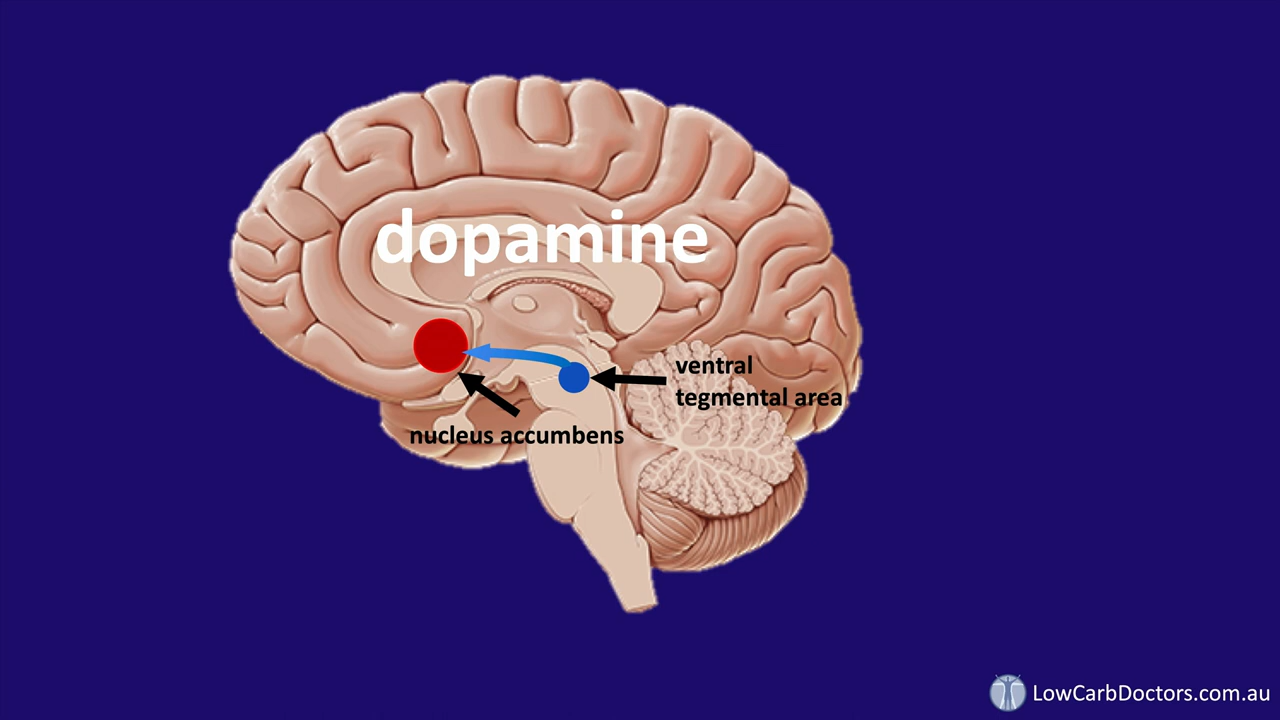 dopamine
ventral
tegmental area
nucleus accumbens
LowCarbDoctors.com.au